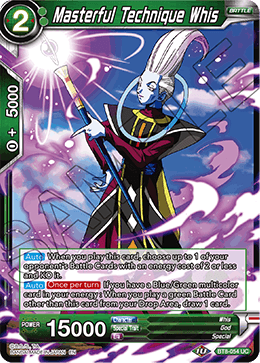 2
Masterful Technique Whis
BATTLE
0 + 5000
Auto When you play this card, choose up to 1 of your
opponent's Battle Cards with an energy cost of 2 or less
and KO it.
Auto Once per turn If you have a Blue/Green multicolor
card in your energy: When you play a green Battle Card
other than this card from your Drop Area, draw 1 card.
POWER
15000
Character
Whis
Special Trait
God
Era
Special
BT8-054 UC